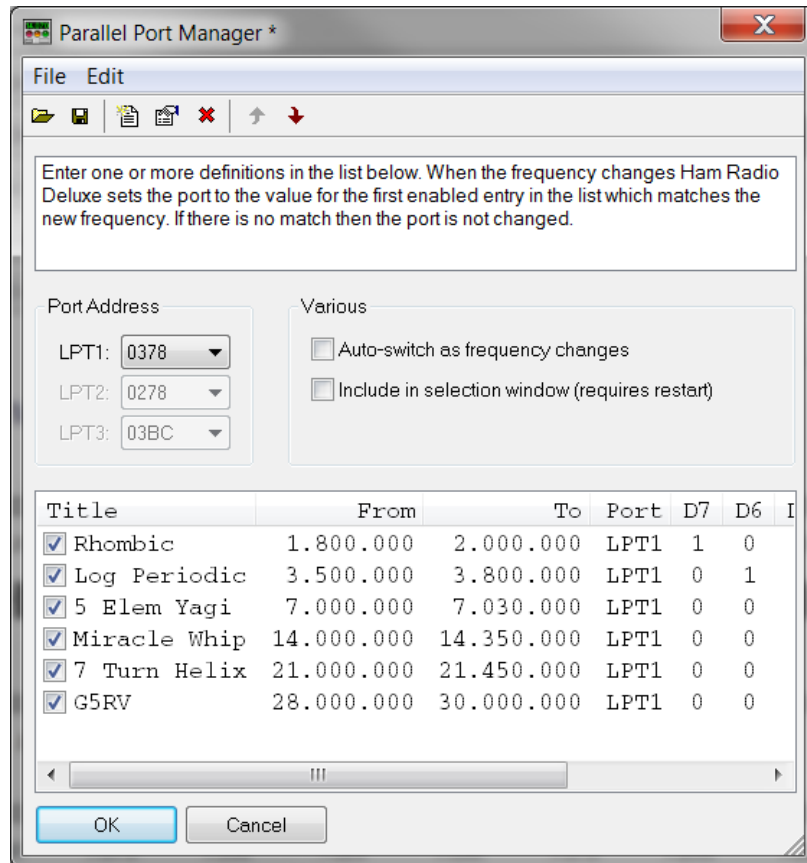 Parallel Port Manager *
File Edit
Enter one or more definitions in the list below. When the frequency changes Ham Radio
Deluxe sets the port to the value for the first enabled entry in the list which matches the
new frequency. If there is no match then the port is not changed.
Port Address
Various
LPT1: 0378
Auto-switch as frequency changes
LPT2: 0278
Include in selection window (requires restart)
LPT3: 03BC
Title From To Port D7 D6
Rhombic 1.800.000 2.000.000 LPT1 1 0
Log Periodic 3.500.000 3.800.000 LPT1 0 1
5 Elem Yagi 7.000.000 7.030.000 LPT1 0 0
Miracle Whip 14.000.000 14.350.000 LPT1 0 0
7 Turn Helix 21.000.000 21.450.000 LPT1 0 0
G5RV 28.000.000 30.000.000 LPT1 0 0
OK Cancel